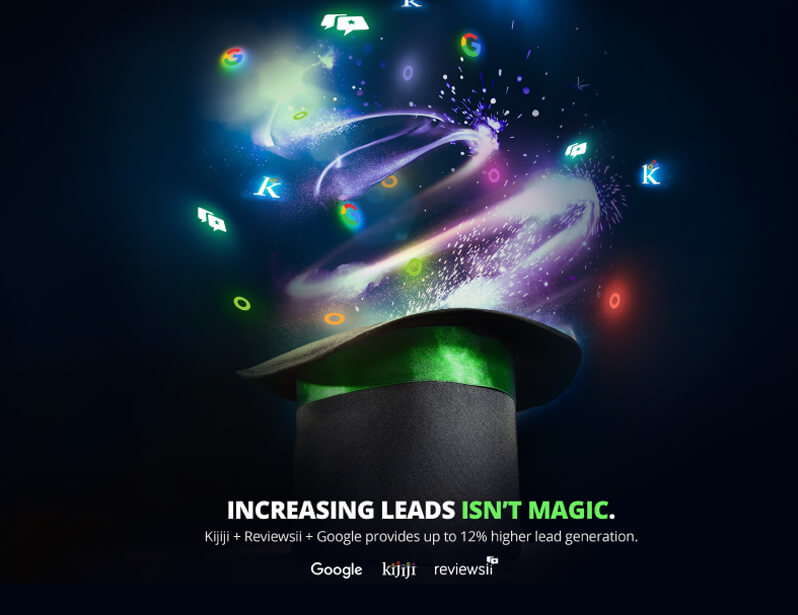 k
G
G
k
k
G
INCREASING LEADS ISN'T MAGIC.
Kijiji + Reviewsii + Google provides up to 12% higher lead generation.
Google kijiji reviewsii